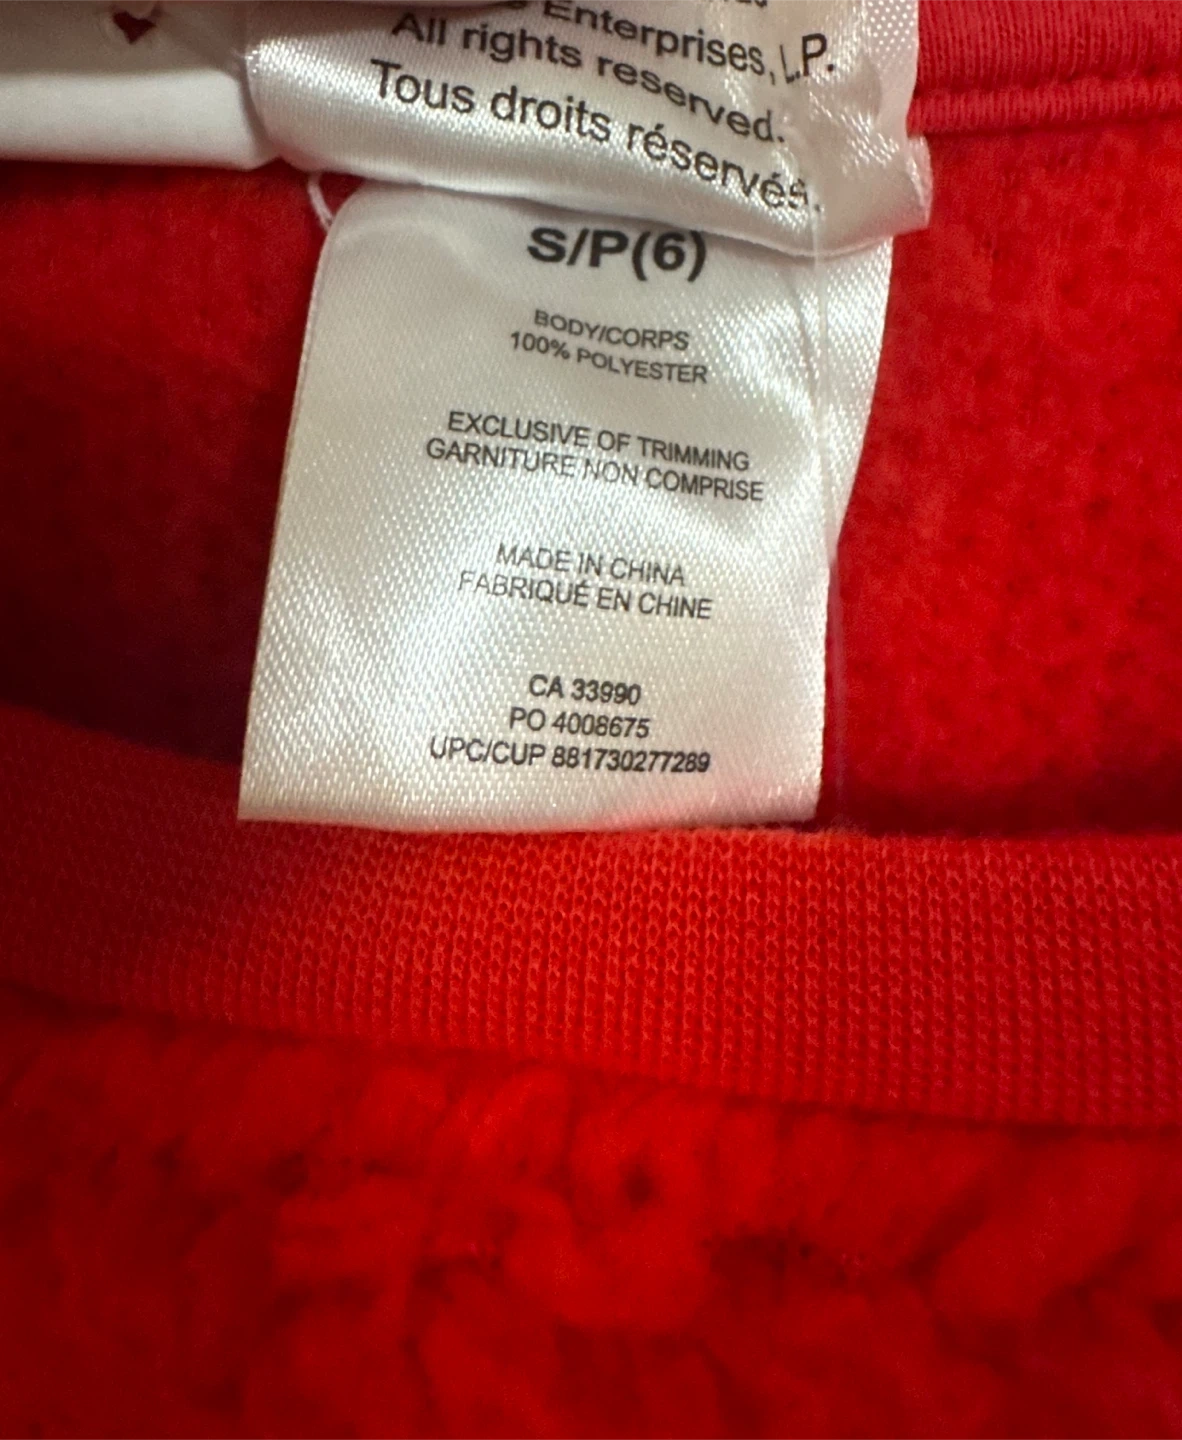 Enterprises, L.P.
All rights reserved.
Tous droits réservés.
S/P(6)
BODY/CORPS
100% POLYESTER
EXCLUSIVE OF TRIMMING
GARNITURE NON COMPRISE
MADE IN CHINA
FABRIQUÉ EN CHINE
CA 33990
PO 4008675
UPC/CUP 881730277289